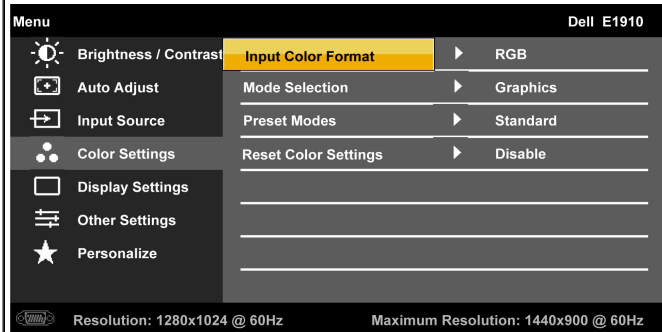 Menu Dell E1910
Brightness / Contrast Input Color Format RGB
Auto Adjust Mode Selection Graphics
Input Source Preset Modes Standard
Color Settings Reset Color Settings Disable
Display Settings
Other Settings
Personalize
Resolution: 1280x1024 @ 60Hz Maximum Resolution: 1440x900 @ 60Hz